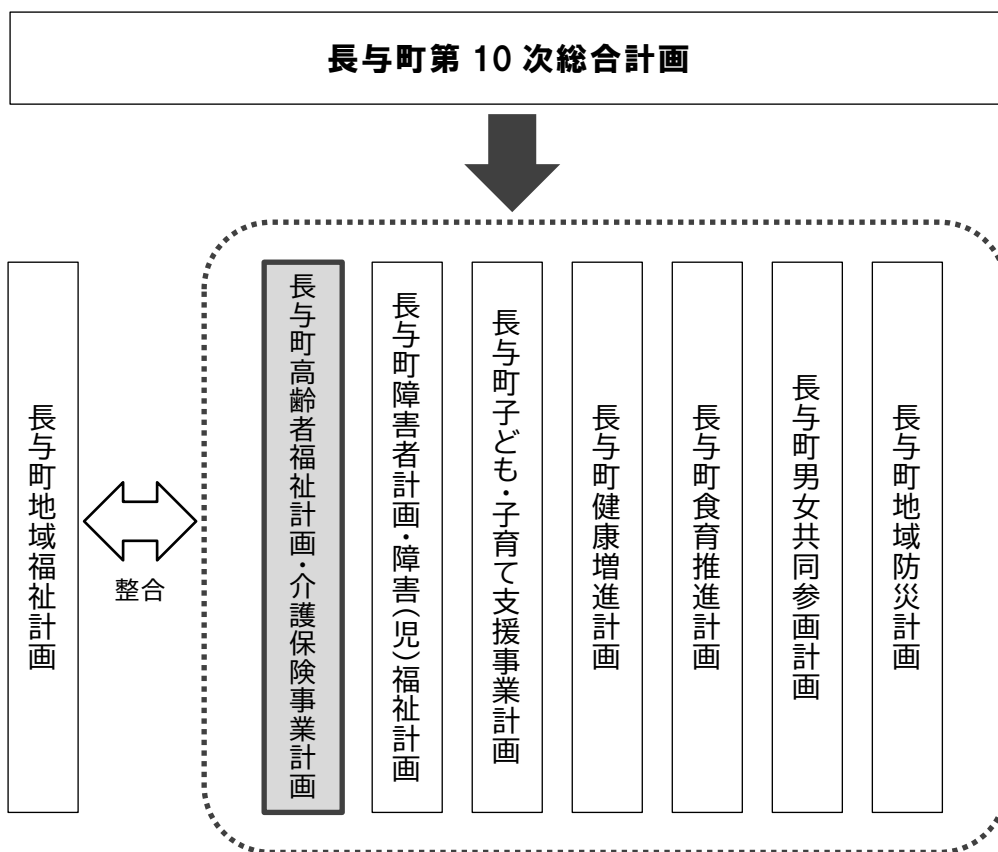 長与町第 10 次総合計画
長与町地域福祉計画
整合
長与町高齢者福祉計画・介護保険事業計画
長与町障害者計画・障害(児)福祉計画
長与町子ども・子育て支援事業計画
長与町健康増進計画
長与町食育推進計画
長与町男女共同参画計画
長与町地域防災計画